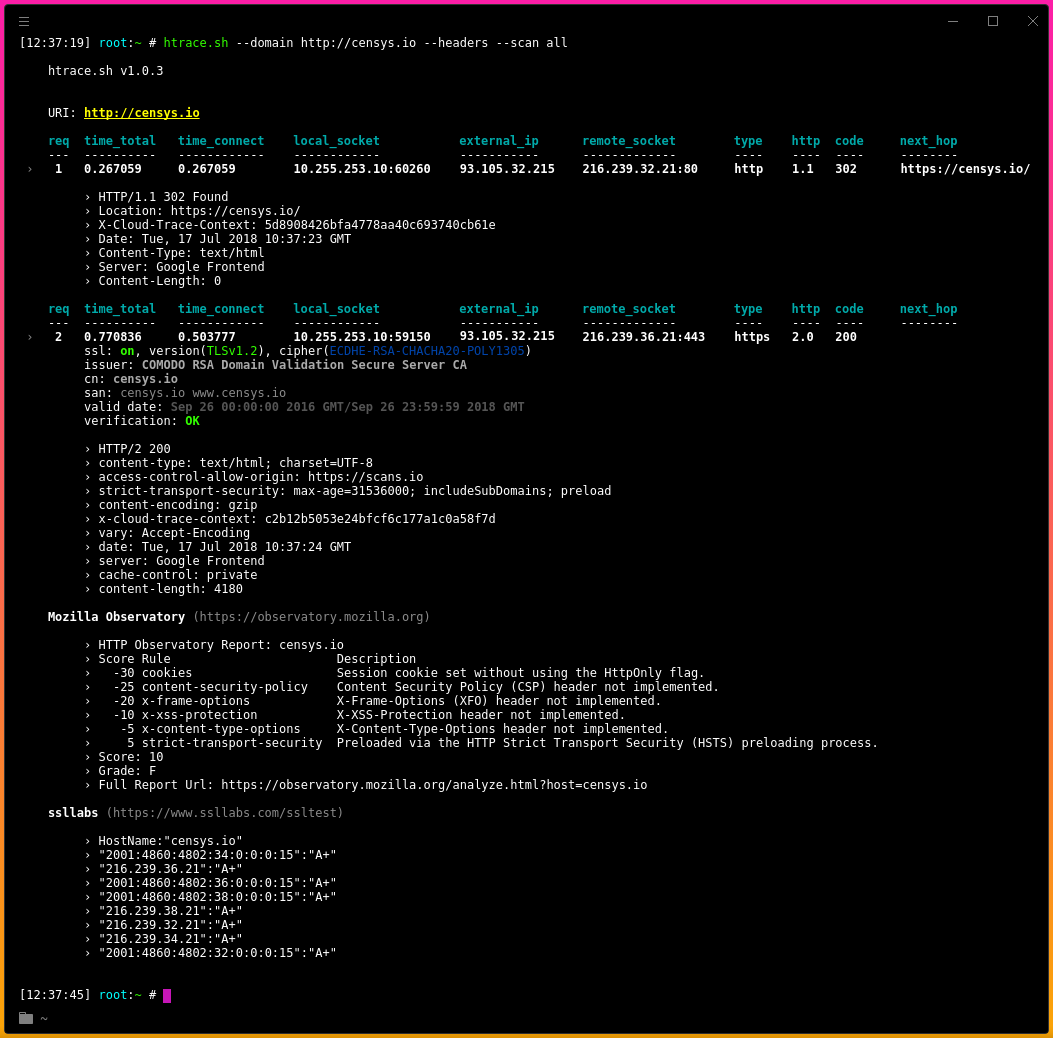 [12:37:19] root:~ # htrace.sh --domain http://censys.io --headers --scan all
htrace.sh v1.0.3
URI: http://censys.io
req time_total time_connect local_socket external_ip remote_socket type http code next_hop
--- ---------- ------------ ------------ ----------- ------------- ---- ---- ---- --------
› 1 0.267059 0.267059 10.255.253.10:60260 93.105.32.215 216.239.32.21:80 http 1.1 302 https://censys.io/
› HTTP/1.1 302 Found
› Location: https://censys.io/
› X-Cloud-Trace-Context: 5d8908426bfa4778aa40c693740cb61e
› Date: Tue, 17 Jul 2018 10:37:23 GMT
› Content-Type: text/html
› Server: Google Frontend
› Content-Length: 0
req time_total time_connect local_socket external_ip remote_socket type http code next_hop
--- ---------- ------------ ------------ ----------- ------------- ---- ---- ---- --------
› 2 0.770836 0.503777 10.255.253.10:59150 93.105.32.215 216.239.36.21:443 https 2.0 200
ssl: on, version(TLSv1.2), cipher(ECDHE-RSA-CHACHA20-POLY1305)
issuer: COMODO RSA Domain Validation Secure Server CA
cn: censys.io
san: censys.io www.censys.io
valid date: Sep 26 00:00:00 2016 GMT/Sep 26 23:59:59 2018 GMT
verification: OK
› HTTP/2 200
› content-type: text/html; charset=UTF-8
› access-control-allow-origin: https://scans.io
› strict-transport-security: max-age=31536000; includeSubDomains; preload
› content-encoding: gzip
› x-cloud-trace-context: c2b12b5053e24bfcf6c177a1c0a58f7d
› vary: Accept-Encoding
› date: Tue, 17 Jul 2018 10:37:24 GMT
› server: Google Frontend
› cache-control: private
› content-length: 4180
Mozilla Observatory (https://observatory.mozilla.org)
› HTTP Observatory Report: censys.io
› Score Rule Description
› -30 cookies Session cookie set without using the HttpOnly flag.
› -25 content-security-policy Content Security Policy (CSP) header not implemented.
› -20 x-frame-options X-Frame-Options (XFO) header not implemented.
› -10 x-xss-protection X-XSS-Protection header not implemented.
› -5 x-content-type-options X-Content-Type-Options header not implemented.
› 5 strict-transport-security Preloaded via the HTTP Strict Transport Security (HSTS) preloading process.
› Score: 10
› Grade: F
› Full Report Url: https://observatory.mozilla.org/analyze.html?host=censys.io
ssllabs (https://www.ssllabs.com/ssltest)
› HostName:"censys.io"
› "2001:4860:4802:34:0:0:0:15":"A+"
› "216.239.36.21":"A+"
› "2001:4860:4802:36:0:0:0:15":"A+"
› "2001:4860:4802:38:0:0:0:15":"A+"
› "216.239.38.21":"A+"
› "216.239.32.21":"A+"
› "216.239.34.21":"A+"
› "2001:4860:4802:32:0:0:0:15":"A+"
[12:37:45] root:~ #
~